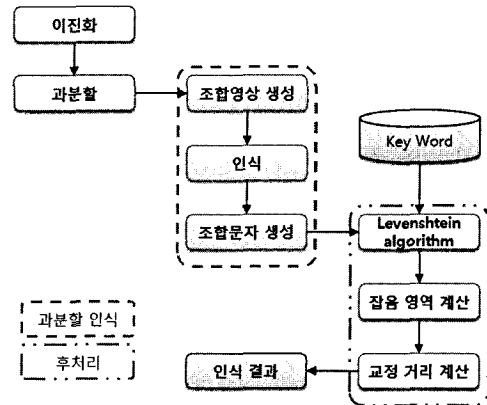 이진화
과분할
조합영상 생성
인식
조합문자 생성
Key Word
Levenshtein
algorithm
잡음 영역 계산
교정 거리 계산
인식 결과
과분할 인식
후처리